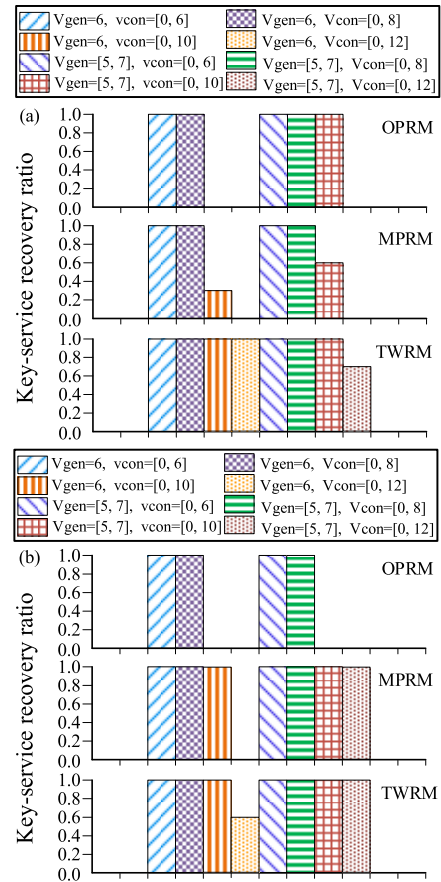 Vgen=6, vcon=[0, 6] Vgen=6, Vcon=[0, 8]
Vgen=6, vcon=[0, 10] Vgen=6, Vcon=[0, 12]
Vgen=[5, 7], vcon=[0, 6] Vgen=[5, 7], Vcon=[0, 8]
Vgen=[5, 7], vcon=[0, 10] Vgen=[5, 7], Vcon=[0, 12]
(a)
Key-service recovery ratio
1.0
0.8
0.6
0.4
0.2
0.0
OPRM
1.0
0.8
0.6
0.4
0.2
0.0
MPRM
1.0
0.8
0.6
0.4
0.2
0.0
TWRM
Vgen=6, vcon=[0, 6] Vgen=6, Vcon=[0, 8]
Vgen=6, vcon=[0, 10] Vgen=6, Vcon=[0, 12]
Vgen=[5, 7], vcon=[0, 6] Vgen=[5, 7], Vcon=[0, 8]
Vgen=[5, 7], vcon=[0, 10] Vgen=[5, 7], Vcon=[0, 12]
(b)
Key-service recovery ratio
1.0
0.8
0.6
0.4
0.2
0.0
OPRM
1.0
0.8
0.6
0.4
0.2
0.0
MPRM
1.0
0.8
0.6
0.4
0.2
0.0
TWRM